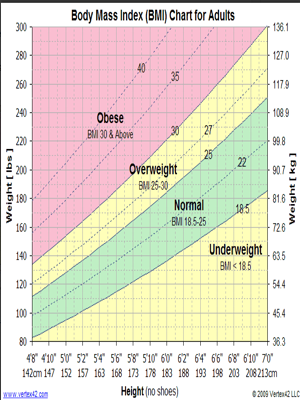 Body Mass Index (BMI) Chart for Adults
Weight [ lbs ]
300
280
260
240
220
200
180
160
140
120
100
80
136.1
127.0
117.9
108.9
99.8
90.7
81.6
72.6
63.5
54.4
45.4
36.3
Weight [ kg ]
40
35
Obese
BMI 30 & Above
30
27
25
22
Overweight
BMI 25-30
Normal
BMI 18.5-25
18.5
Underweight
BMI < 18.5
4'8" 4'10" 5'0" 5'2" 5'4" 5'6" 5'8" 5'10" 6'0" 6'2" 6'4" 6'6" 6'8" 6'10" 7'0"
142cm 147 152 157 163 168 173 178 183 188 193 198 203 208 213cm
Height (no shoes)
www.vertex42.com
© 2009 Vertex42 LLC